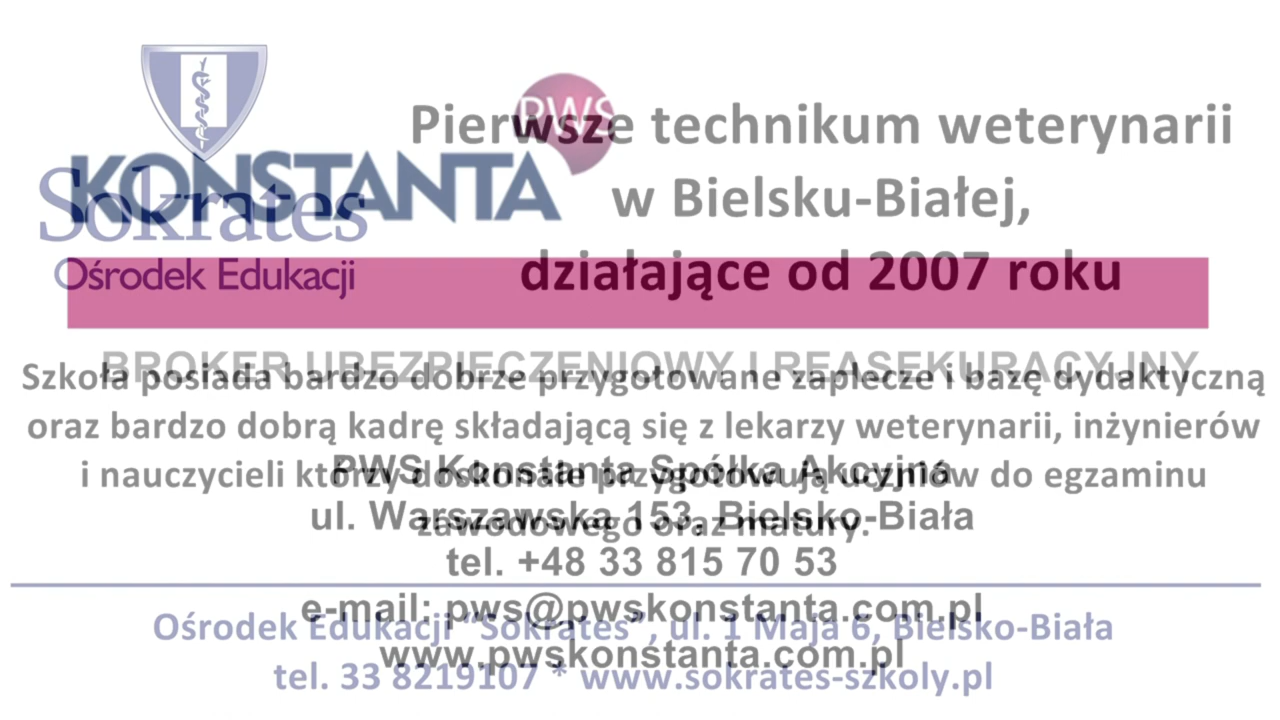 Pierwsze technikum weterynarii
w Bielsku-Białej,
działające od 2007 roku
Sokrates
Ośrodek Edukacji
Szkoła posiada bardzo dobrze przygotowane zaplecze i bazę dydaktyczną
oraz bardzo dobrą kadrę składającą się z lekarzy weterynarii, inżynierów
i nauczycieli którzy doskonale przygotowują uczniów do egzaminu
zawodowego oraz matury.
Ośrodek Edukacji “Sokrates”, ul. 1 Maja 6, Bielsko-Biała
tel. 33 8219107 * www.sokrates-szkoly.pl
PWS
KONSTANTA
BROKER UBEZPIECZENIOWY I REASEKURACYJNY
PWS Konstanta Spółka Akcyjna
ul. Warszawska 153, Bielsko-Biała
tel. +48 33 815 70 53
e-mail: pws@pwskonstanta.com.pl
www.pwskonstanta.com.pl